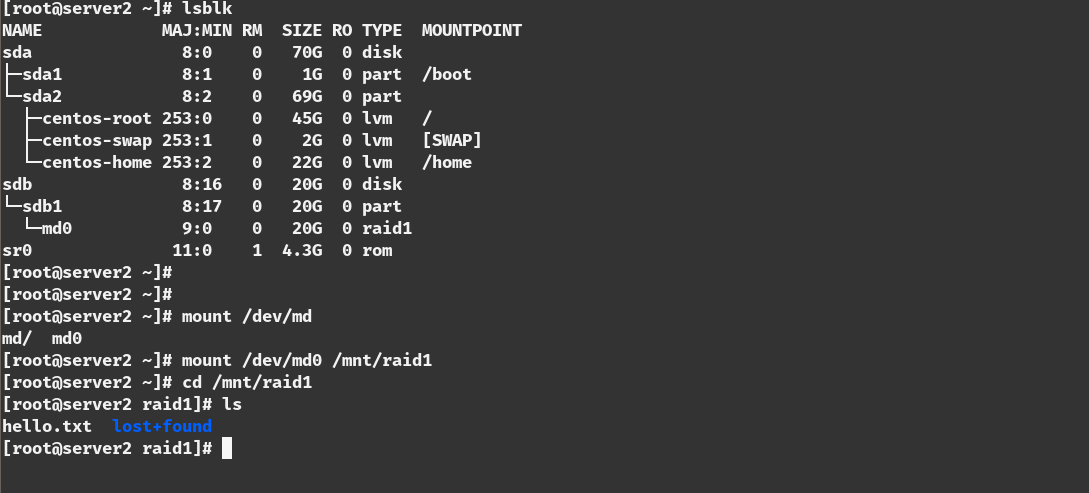 [root@server2 ~]# lsblk
NAME            MAJ:MIN RM  SIZE RO TYPE  MOUNTPOINT
sda               8:0    0   70G  0 disk
├─sda1            8:1    0    1G  0 part  /boot
└─sda2            8:2    0   69G  0 part
  ├─centos-root 253:0    0   45G  0 lvm   /
  ├─centos-swap 253:1    0    2G  0 lvm   [SWAP]
  └─centos-home 253:2    0   22G  0 lvm   /home
sdb               8:16   0   20G  0 disk
└─sdb1            8:17   0   20G  0 part
  └─md0           9:0    0   20G  0 raid1
sr0              11:0    1  4.3G  0 rom
[root@server2 ~]#
[root@server2 ~]#
[root@server2 ~]# mount /dev/md
md/  md0
[root@server2 ~]# mount /dev/md0 /mnt/raid1
[root@server2 ~]# cd /mnt/raid1
[root@server2 raid1]# ls
hello.txt  lost+found
[root@server2 raid1]#